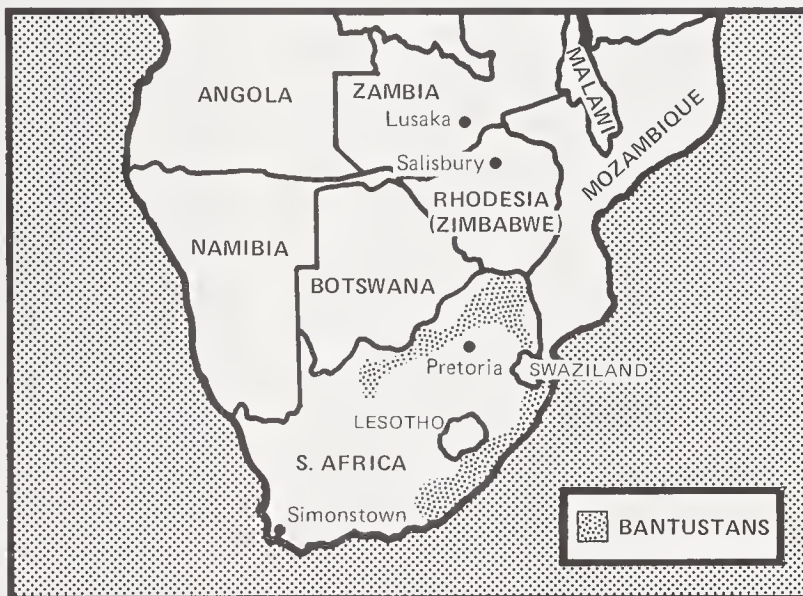 ANGOLA
ZAMBIA
Lusaka
MALAWI
MOZAMBIQUE
Salisbury
RHODESIA
(ZIMBABWE)
NAMIBIA
BOTSWANA
Pretoria
SWAZILAND
LESOTHO
S. AFRICA
Simonstown
BANTUSTANS